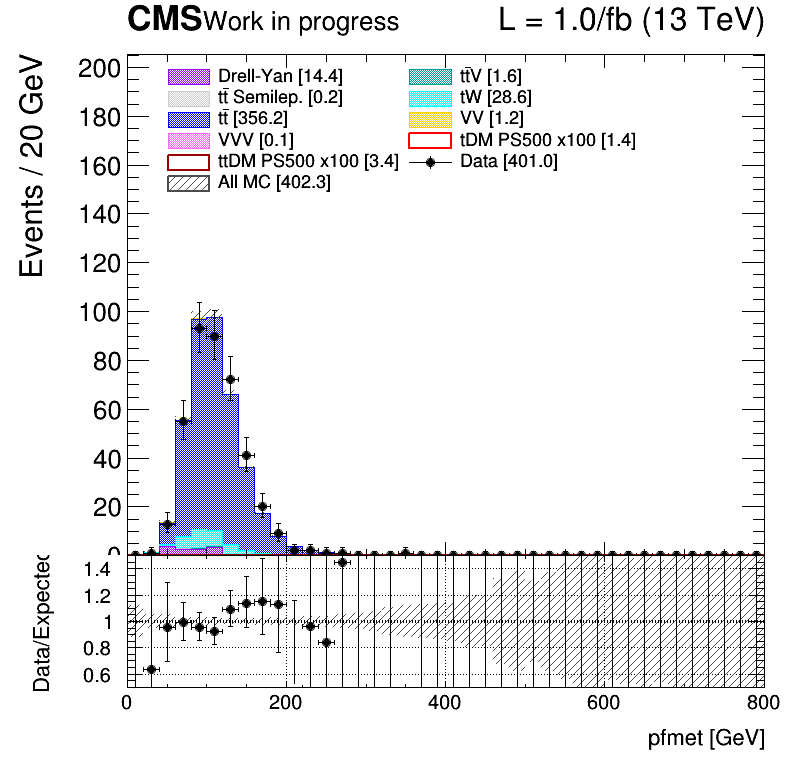 CMS Work in progress L = 1.0/fb (13 TeV)
Events / 20 GeV
200
180
160
140
120
100
80
60
40
20
0
Drell-Yan [14.4] tt̄V [1.6]
tt̄ Semilep. [0.2] tW [28.6]
tt̄ [356.2] VV [1.2]
VVV [0.1] tDM PS500 x100 [1.4]
ttDM PS500 x100 [3.4] Data [401.0]
All MC [402.3]
Data/Expected
1.4
1.2
1
0.8
0.6
0 200 400 600 800
pfmet [GeV]